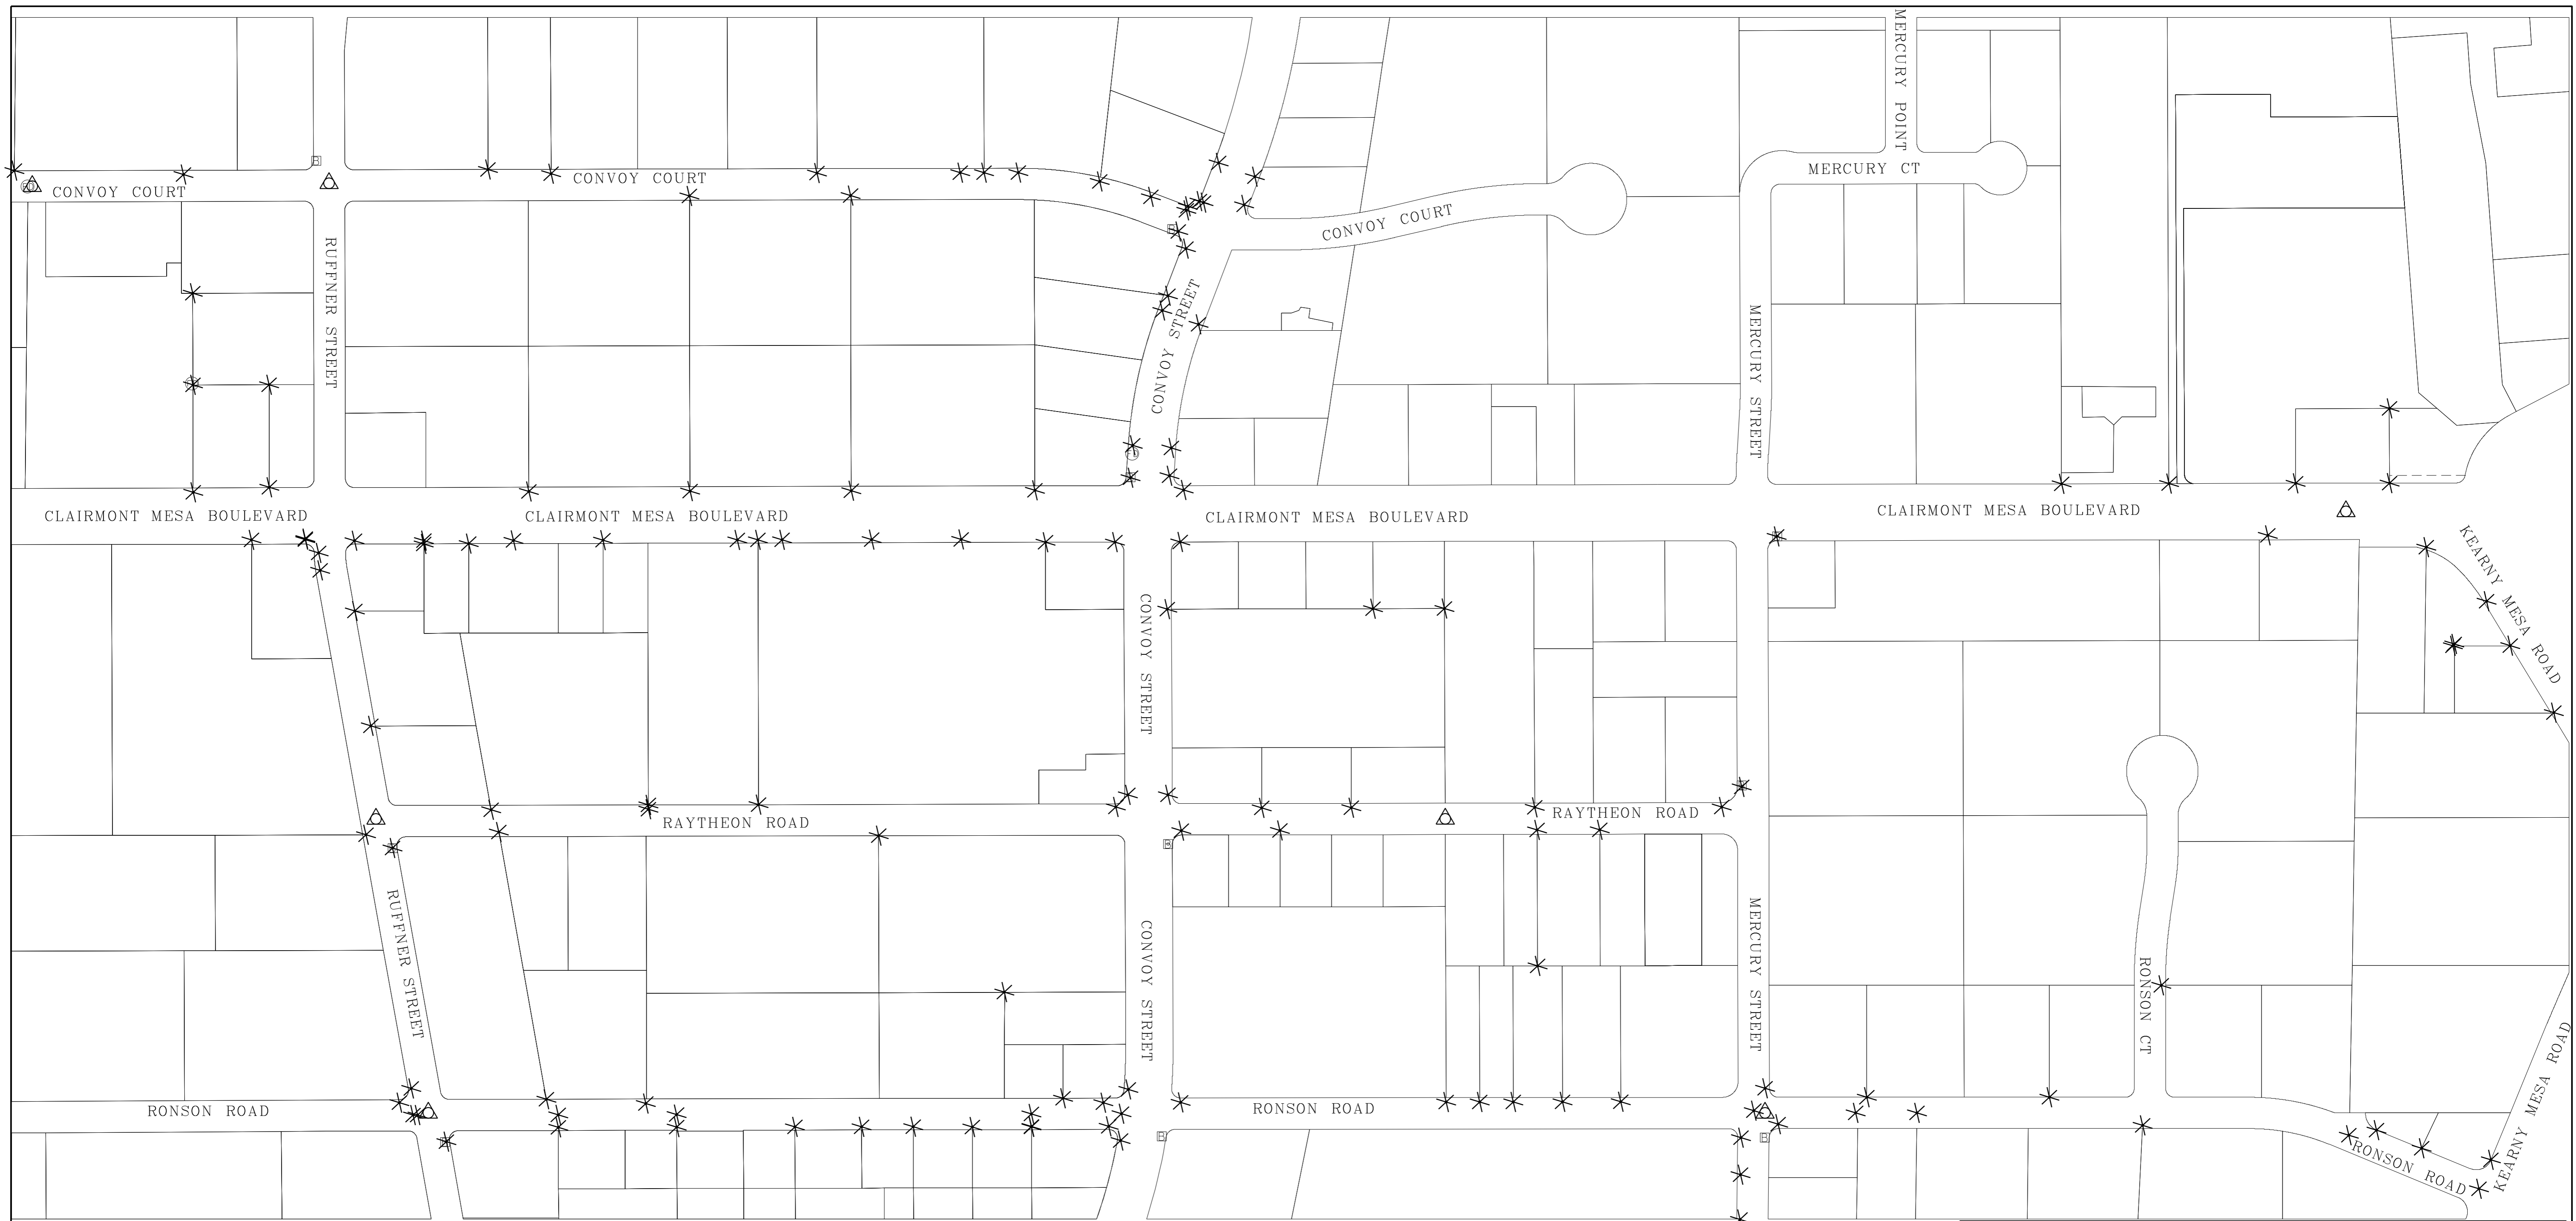 MERCURY POINT
CONVOY COURT
CONVOY COURT
MERCURY CT
CONVOY COURT
RUFFNER STREET
CONVOY STREET
MERCURY STREET
CLAIRMONT MESA BOULEVARD
CLAIRMONT MESA BOULEVARD
CLAIRMONT MESA BOULEVARD
CLAIRMONT MESA BOULEVARD
KEARNY MESA ROAD
CONVOY STREET
RAYTHEON ROAD
RAYTHEON ROAD
RUFFNER STREET
CONVOY STREET
MERCURY STREET
RONSON CT
RONSON ROAD
RONSON ROAD
RONSON ROAD
KEARNY MESA ROAD